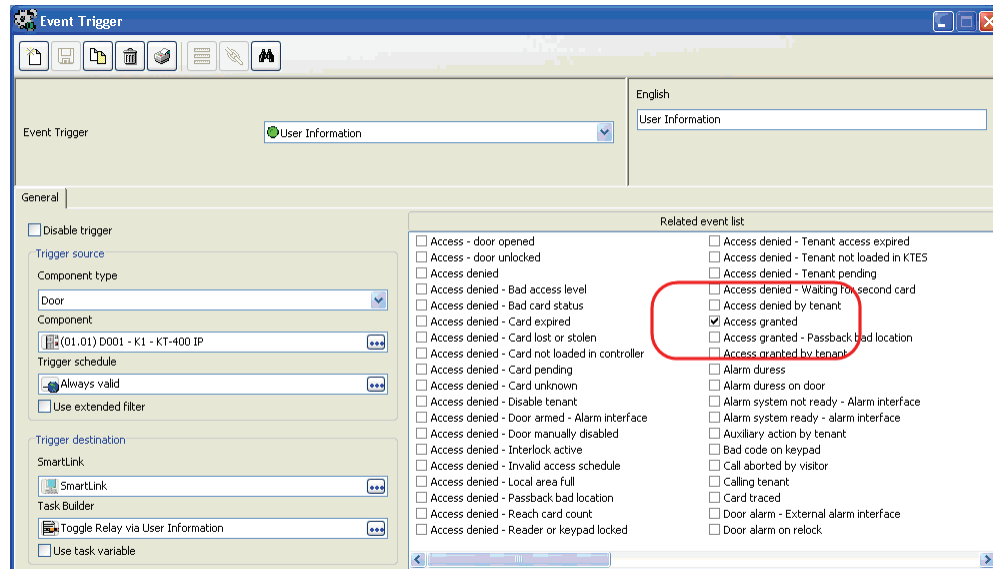 Event Trigger
English
Event Trigger
User Information
User Information
General
Disable trigger
Trigger source
Component type
Door
Component
(01.01) D001 - K1 - KT-400 IP
Trigger schedule
Always valid
Use extended filter
Trigger destination
SmartLink
SmartLink
Task Builder
Toggle Relay via User Information
Use task variable
Related event list
Access - door opened
Access - door unlocked
Access denied
Access denied - Bad access level
Access denied - Bad card status
Access denied - Card expired
Access denied - Card lost or stolen
Access denied - Card not loaded in controller
Access denied - Card pending
Access denied - Card unknown
Access denied - Disable tenant
Access denied - Door armed - Alarm interface
Access denied - Door manually disabled
Access denied - Interlock active
Access denied - Invalid access schedule
Access denied - Local area full
Access denied - Passback bad location
Access denied - Reach card count
Access denied - Reader or keypad locked
Access denied - Tenant access expired
Access denied - Tenant not loaded in KTES
Access denied - Tenant pending
Access denied - Waiting for second card
Access denied by tenant
Access granted
Access granted - Passback bad location
Access granted by tenant
Alarm duress
Alarm duress on door
Alarm system not ready - Alarm interface
Alarm system ready - alarm interface
Auxiliary action by tenant
Bad code on keypad
Call aborted by visitor
Calling tenant
Card traced
Door alarm - External alarm interface
Door alarm on relock